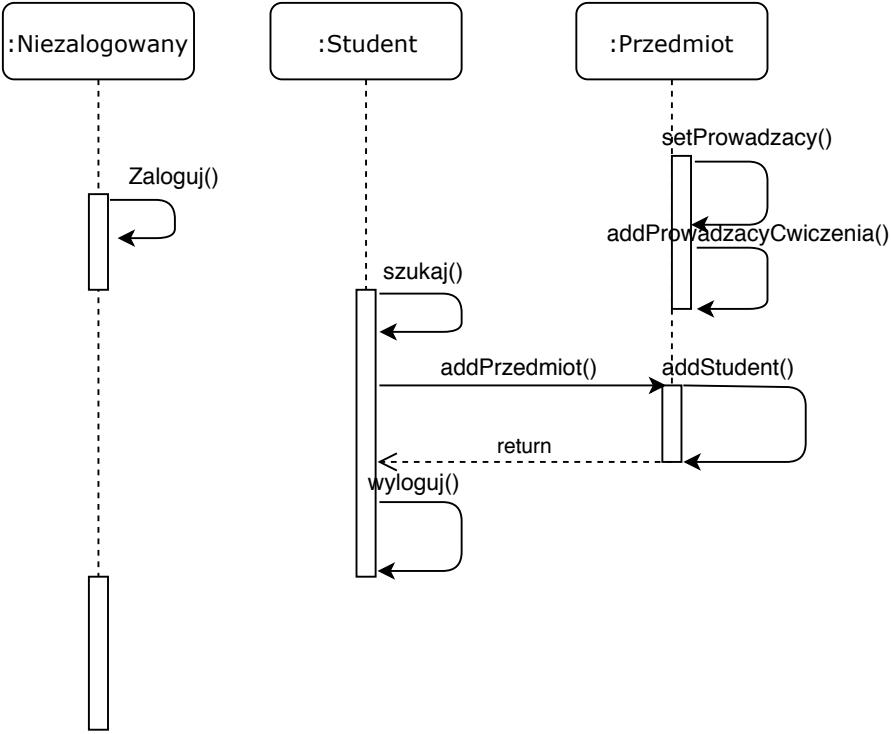 :Niezalogowany
:Student
:Przedmiot
setProwadzacy()
Zaloguj()
addProwadzacyCwiczenia()
szukaj()
addPrzedmiot()
addStudent()
return
wyloguj()